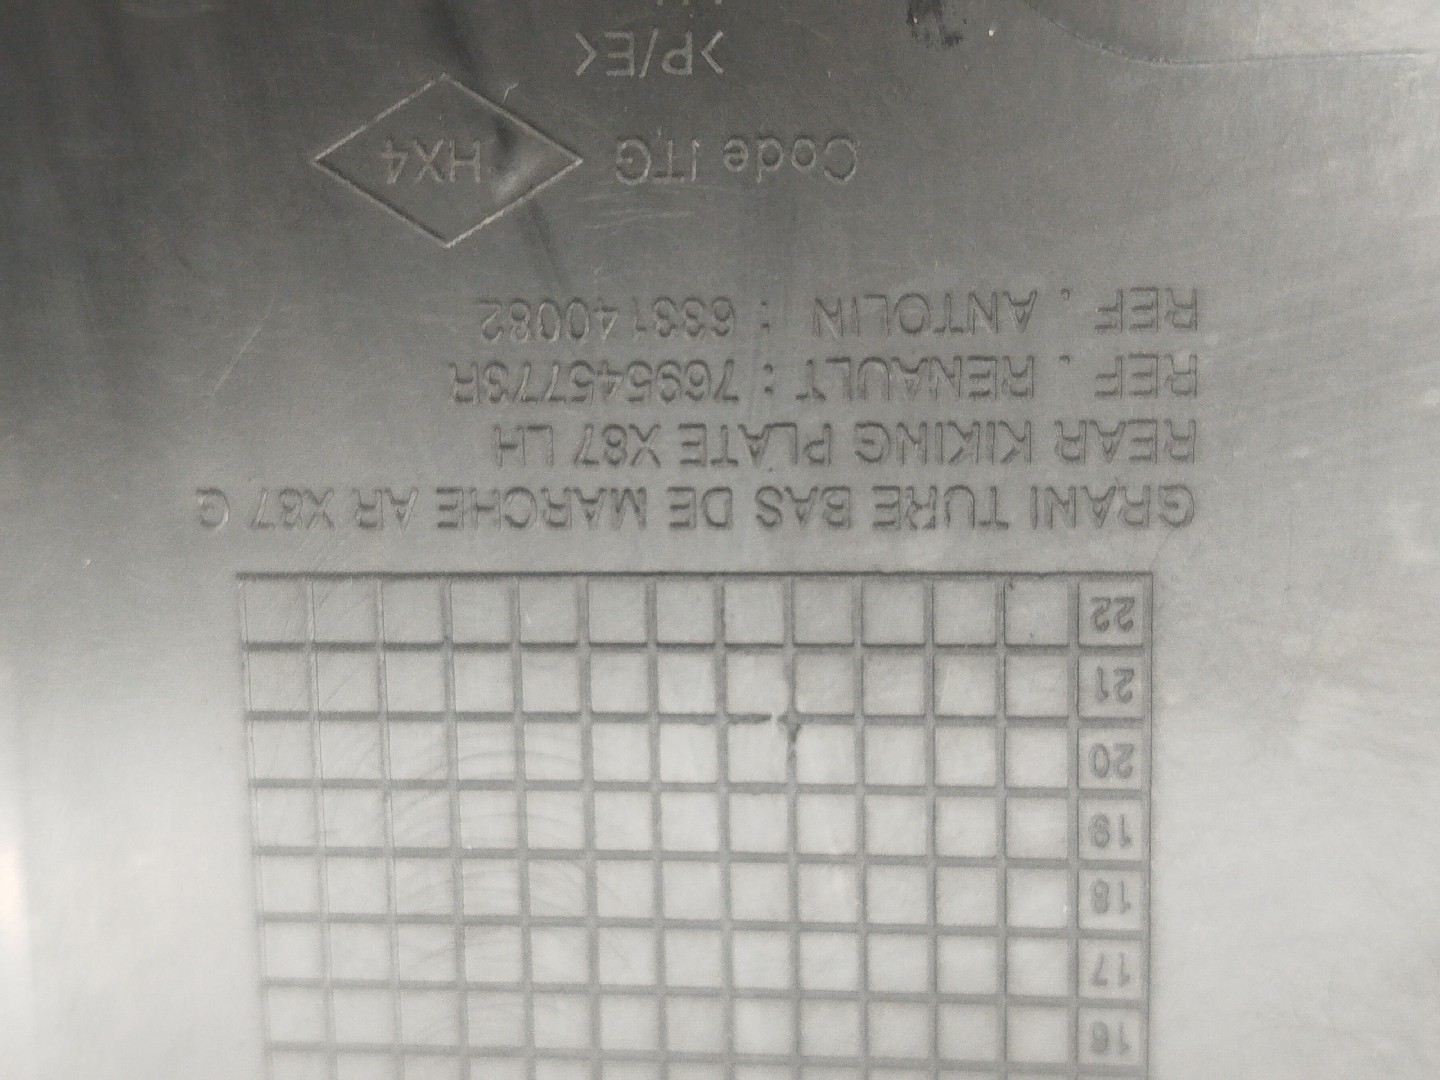 16
17
18
19
20
21
22
GRANI TURE BAS DE MARCHE AR X87 G
REAR KIKING PLATE X87 LH
REF . RENAULT : 769545773R
REF . ANTOLIN : 633140082
Code ITG HX4
>P/E<